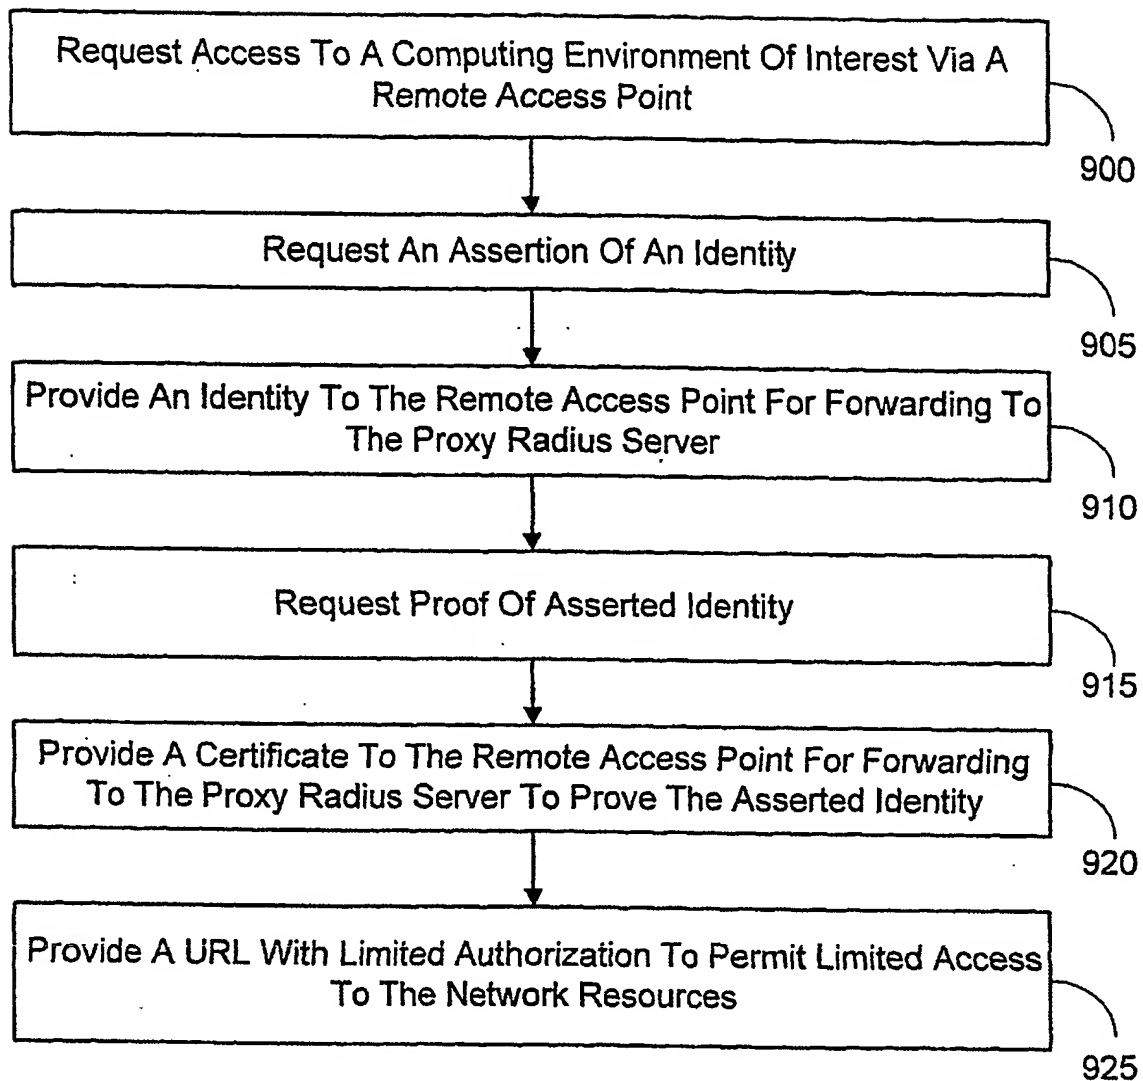 Request Access To A Computing Environment Of Interest Via A
Remote Access Point
900
Request An Assertion Of An Identity
905
Provide An Identity To The Remote Access Point For Forwarding To
The Proxy Radius Server
910
Request Proof Of Asserted Identity
915
Provide A Certificate To The Remote Access Point For Forwarding
To The Proxy Radius Server To Prove The Asserted Identity
920
Provide A URL With Limited Authorization To Permit Limited Access
To The Network Resources
925